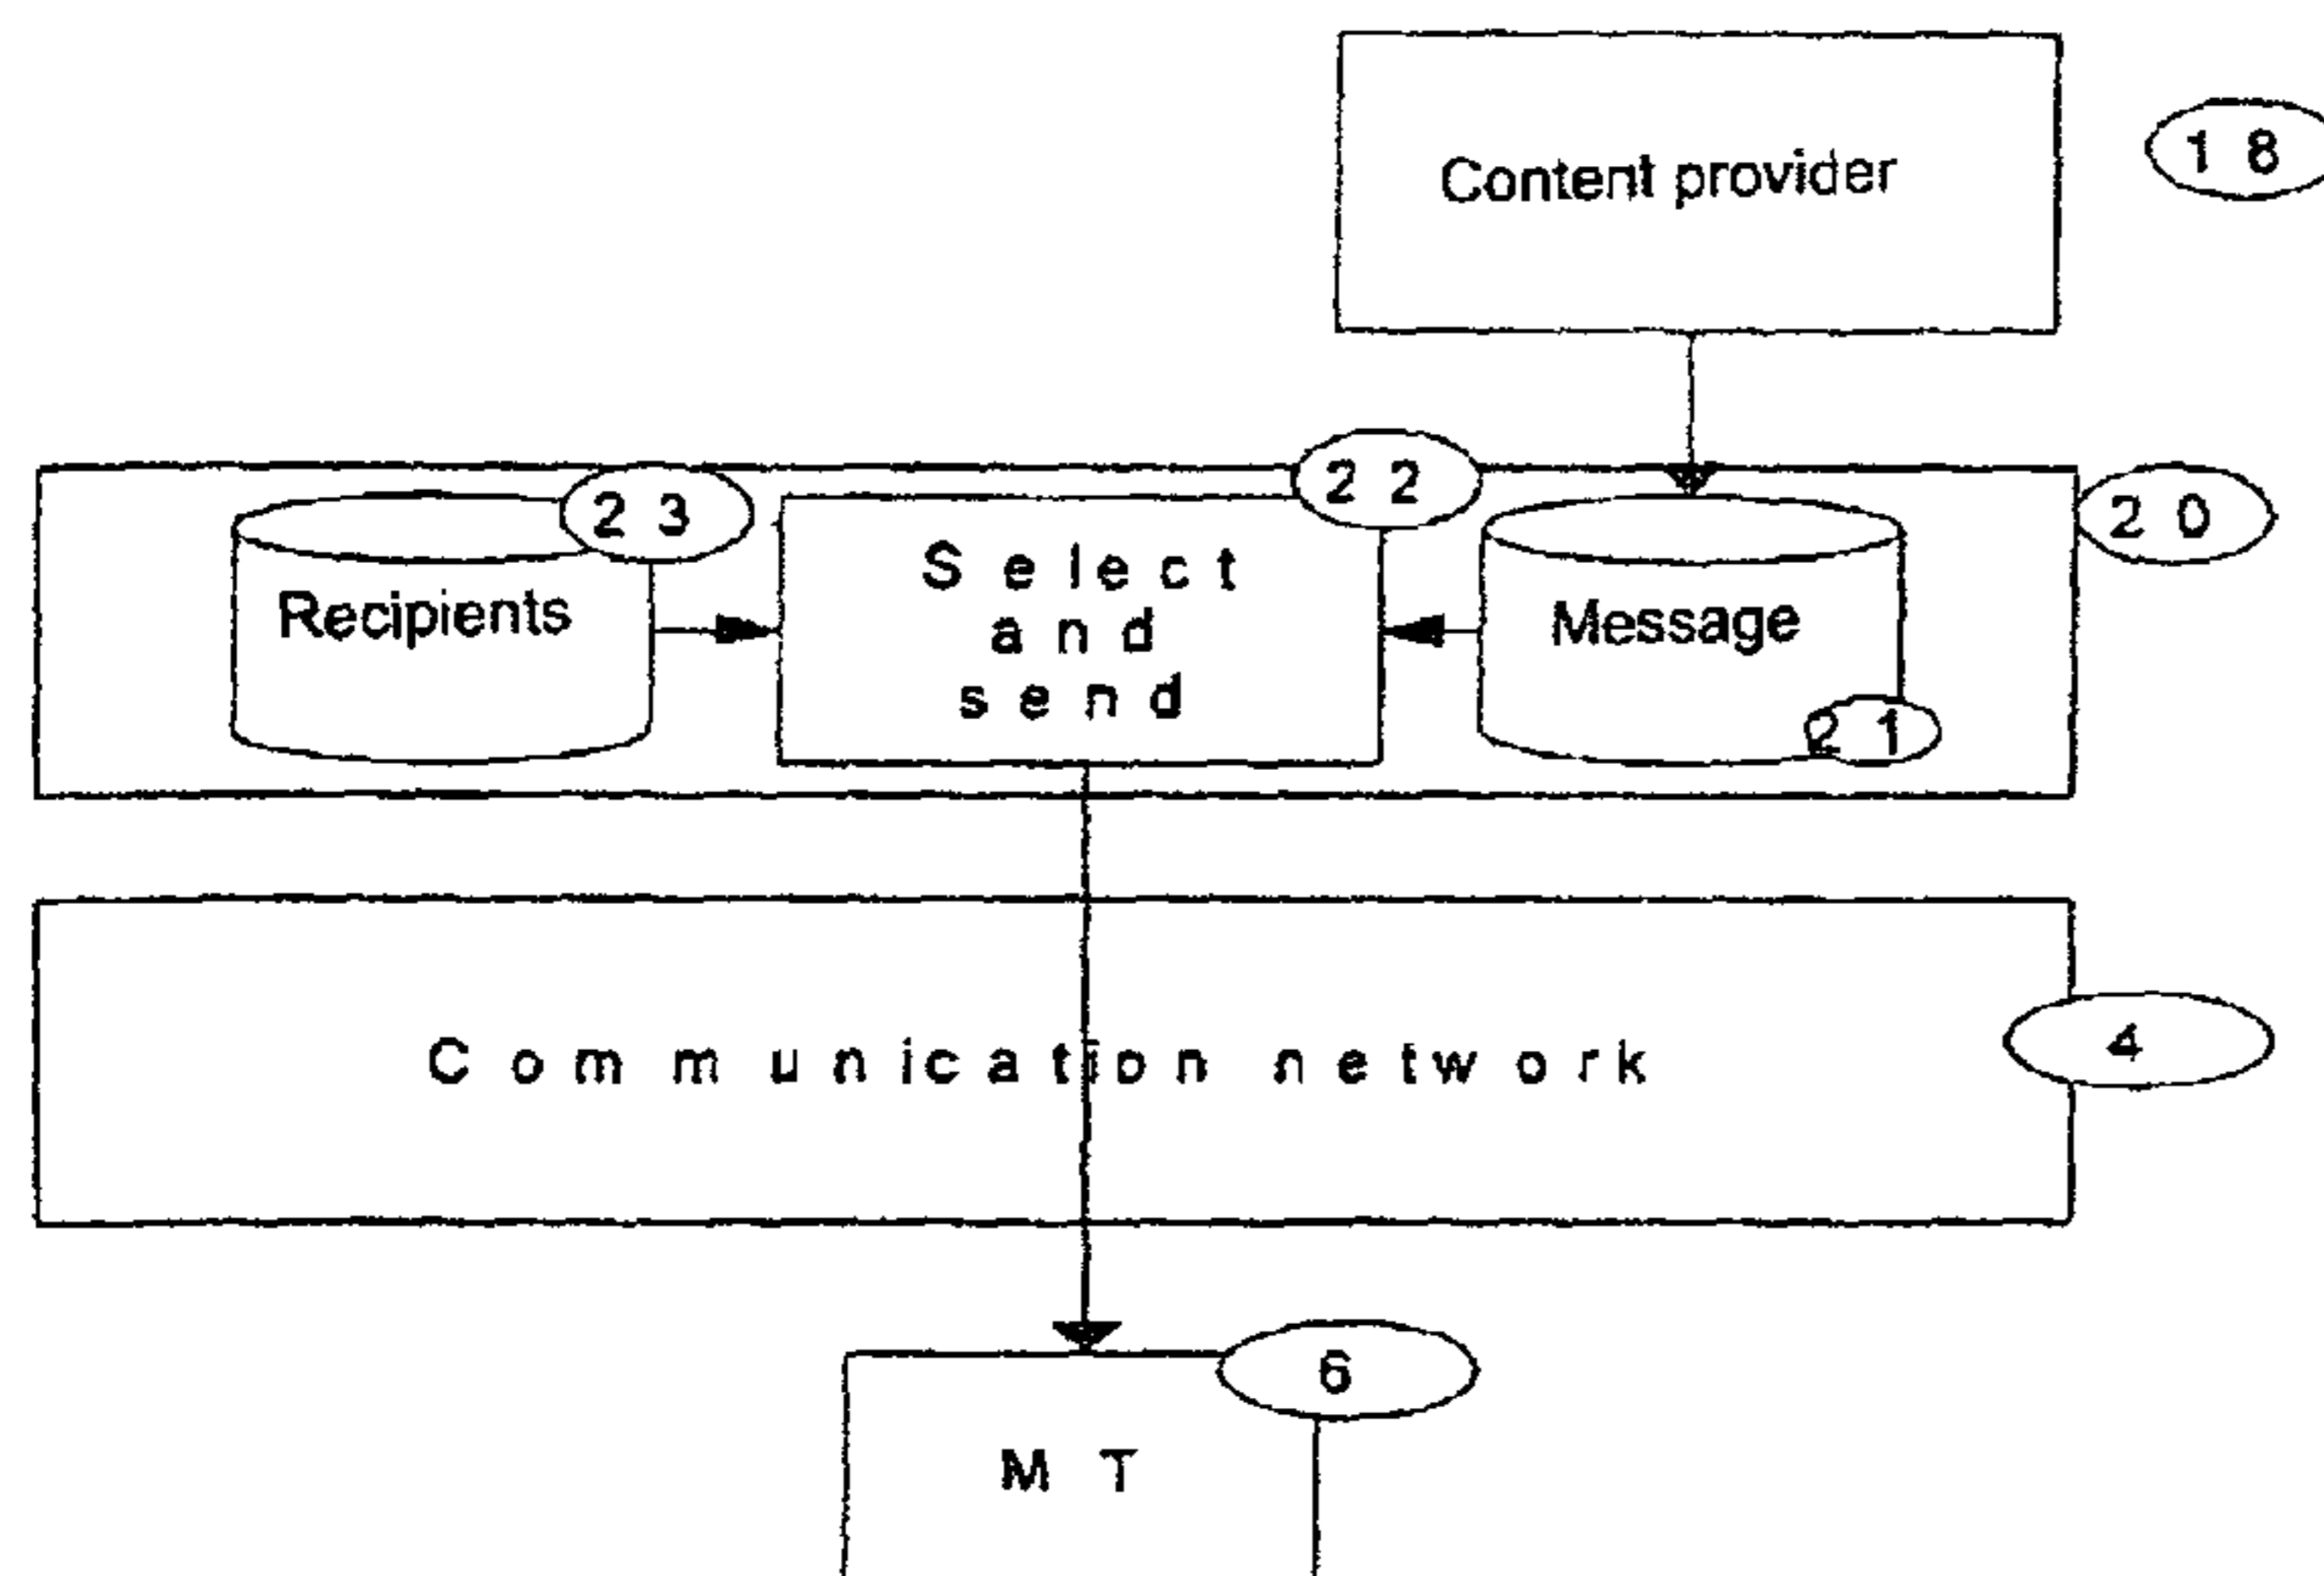 Content provider
18
22
23
20
Recipients
Select
and
send
Message
21
Communication network
4
6
MT